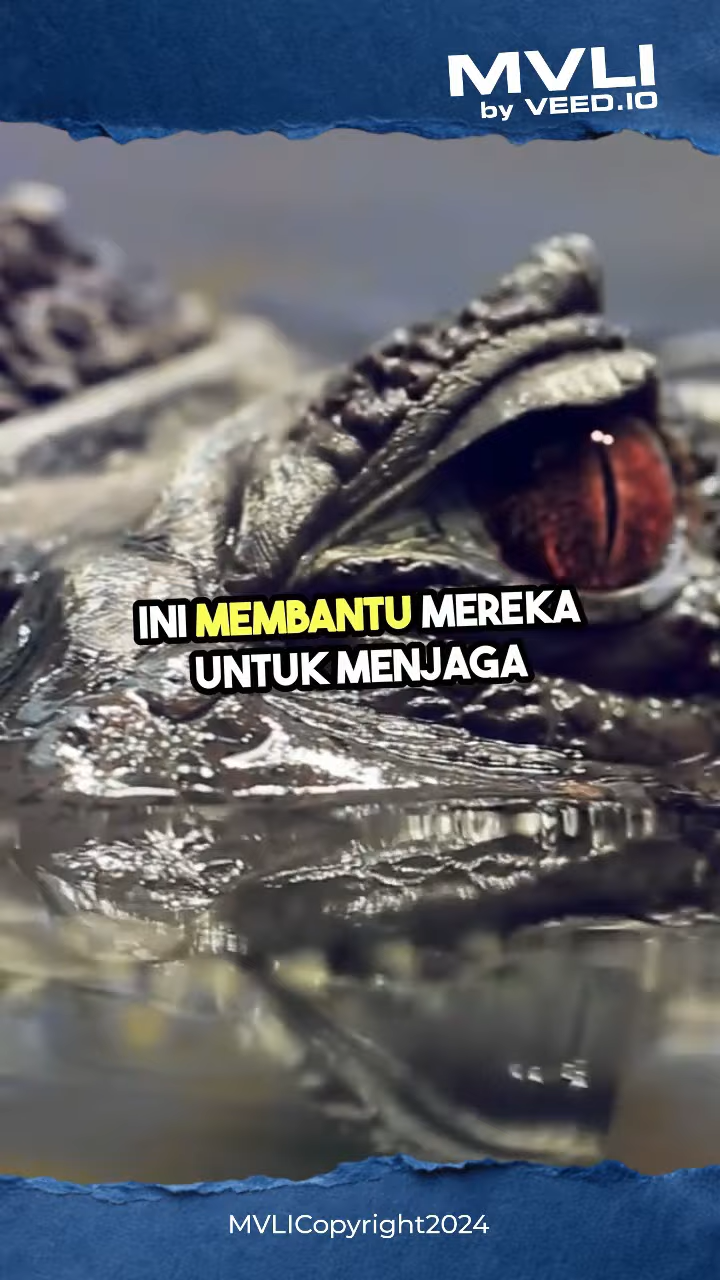 MVLI
by VEED.IO
INI MEMBANTU MEREKA
UNTUK MENJAGA
MVLICopyright2024